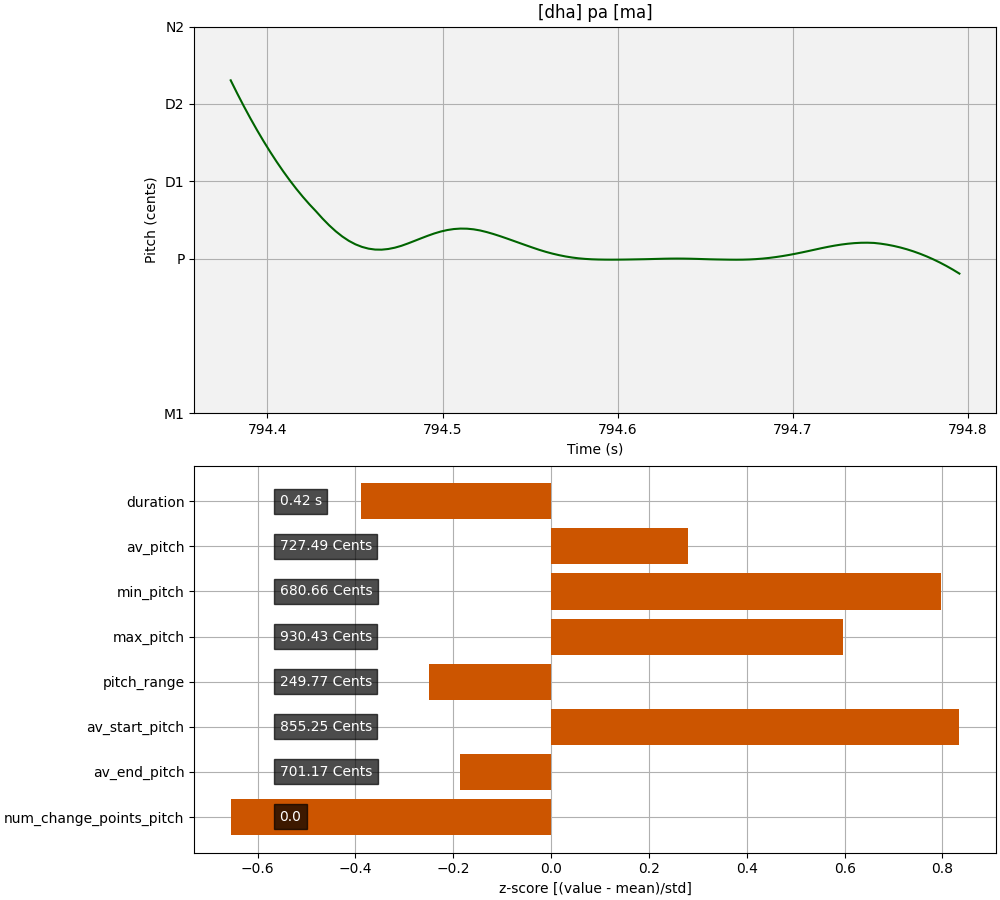 [dha] pa [ma]
N2
D2
D1
P
M1
Pitch (cents)
794.4 794.5 794.6 794.7 794.8
Time (s)
duration 0.42 s
av_pitch 727.49 Cents
min_pitch 680.66 Cents
max_pitch 930.43 Cents
pitch_range 249.77 Cents
av_start_pitch 855.25 Cents
av_end_pitch 701.17 Cents
num_change_points_pitch 0.0
−0.6 −0.4 −0.2 0.0 0.2 0.4 0.6 0.8
z-score [(value - mean)/std]